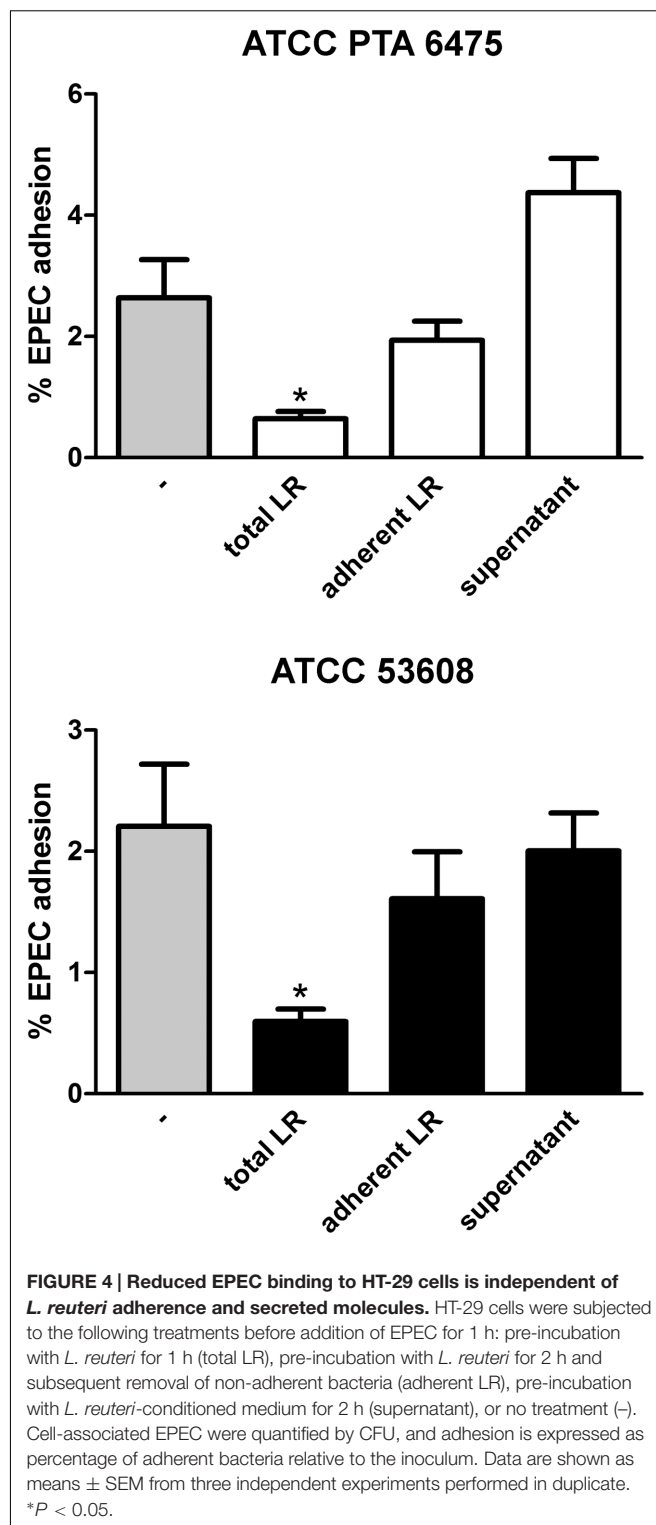 ATCC PTA 6475
6
4
2
0
% EPEC adhesion
*
-
total LR
adherent LR
supernatant
ATCC 53608
3
2
1
0
% EPEC adhesion
*
-
total LR
adherent LR
supernatant
FIGURE 4 | Reduced EPEC binding to HT-29 cells is independent of
L. reuteri adherence and secreted molecules. HT-29 cells were subjected
to the following treatments before addition of EPEC for 1 h: pre-incubation
with L. reuteri for 1 h (total LR), pre-incubation with L. reuteri for 2 h and
subsequent removal of non-adherent bacteria (adherent LR), pre-incubation
with L. reuteri-conditioned medium for 2 h (supernatant), or no treatment (–).
Cell-associated EPEC were quantified by CFU, and adhesion is expressed as
percentage of adherent bacteria relative to the inoculum. Data are shown as
means ± SEM from three independent experiments performed in duplicate.
*P < 0.05.